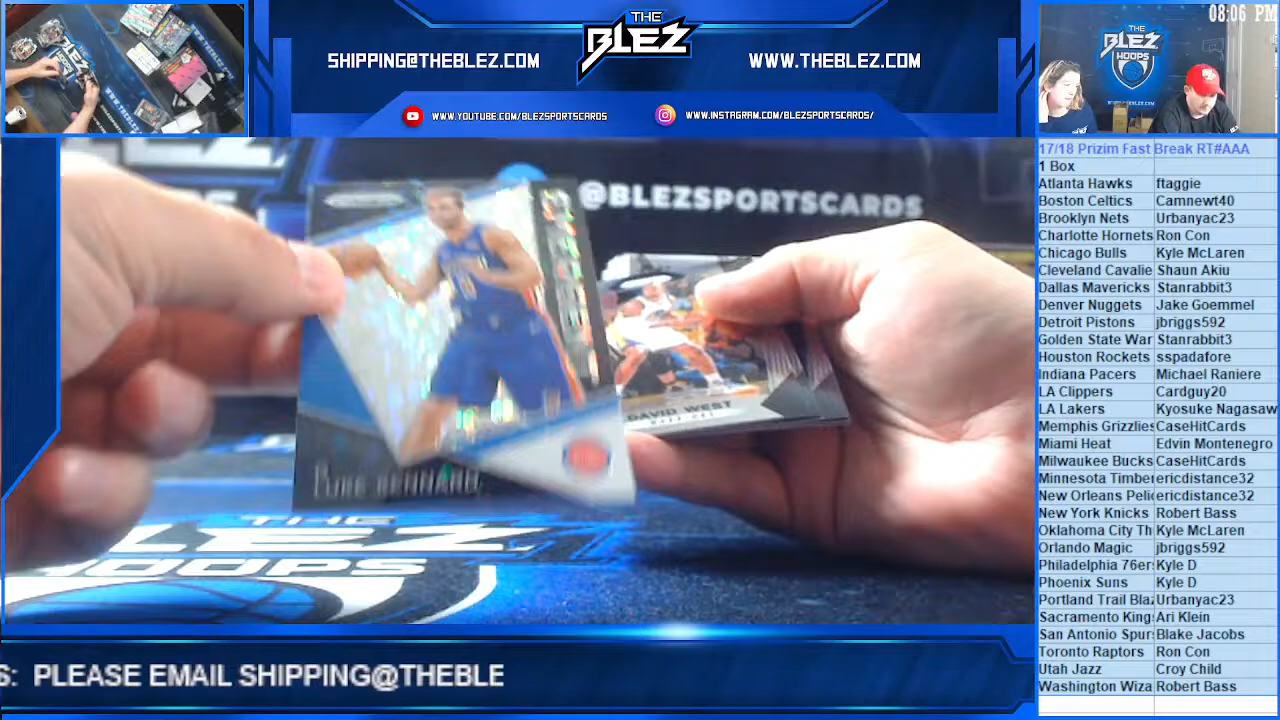 08:06 PM
THE
BLEZ
SHIPPING@THEBLEZ.COM
WWW.THEBLEZ.COM
WWW.YOUTUBE.COM/BLEZSPORTSCARDS
WWW.INSTAGRAM.COM/BLEZSPORTSCARDS/
THE
BLEZ
HOOPS
@BLEZSPORTSCARDS
DAVID WEST
LUKE KENNARD
THE
LEZ
HOOPS
17/18 Prizim Fast Break RT#AAA
1 Box
Atlanta Hawks ftaggie
Boston Celtics Camnewt40
Brooklyn Nets Urbanyac23
Charlotte Hornets Ron Con
Chicago Bulls Kyle McLaren
Cleveland Cavalie Shaun Akiu
Dallas Mavericks Stanrabbit3
Denver Nuggets Jake Goemmel
Detroit Pistons jbriggs592
Golden State War Stanrabbit3
Houston Rockets sspadafore
Indiana Pacers Michael Raniere
LA Clippers Cardguy20
LA Lakers Kyosuke Nagasaw
Memphis Grizzlies CaseHitCards
Miami Heat Edvin Montenegro
Milwaukee Bucks CaseHitCards
Minnesota Timbe ericdistance32
New Orleans Peli ericdistance32
New York Knicks Robert Bass
Oklahoma City Th Kyle McLaren
Orlando Magic jbriggs592
Philadelphia 76er Kyle D
Phoenix Suns Kyle D
Portland Trail Blaz Urbanyac23
Sacramento King Ari Klein
San Antonio Spur Blake Jacobs
Toronto Raptors Ron Con
Utah Jazz Croy Child
Washington Wiza Robert Bass
S: PLEASE EMAIL SHIPPING@THEBLE